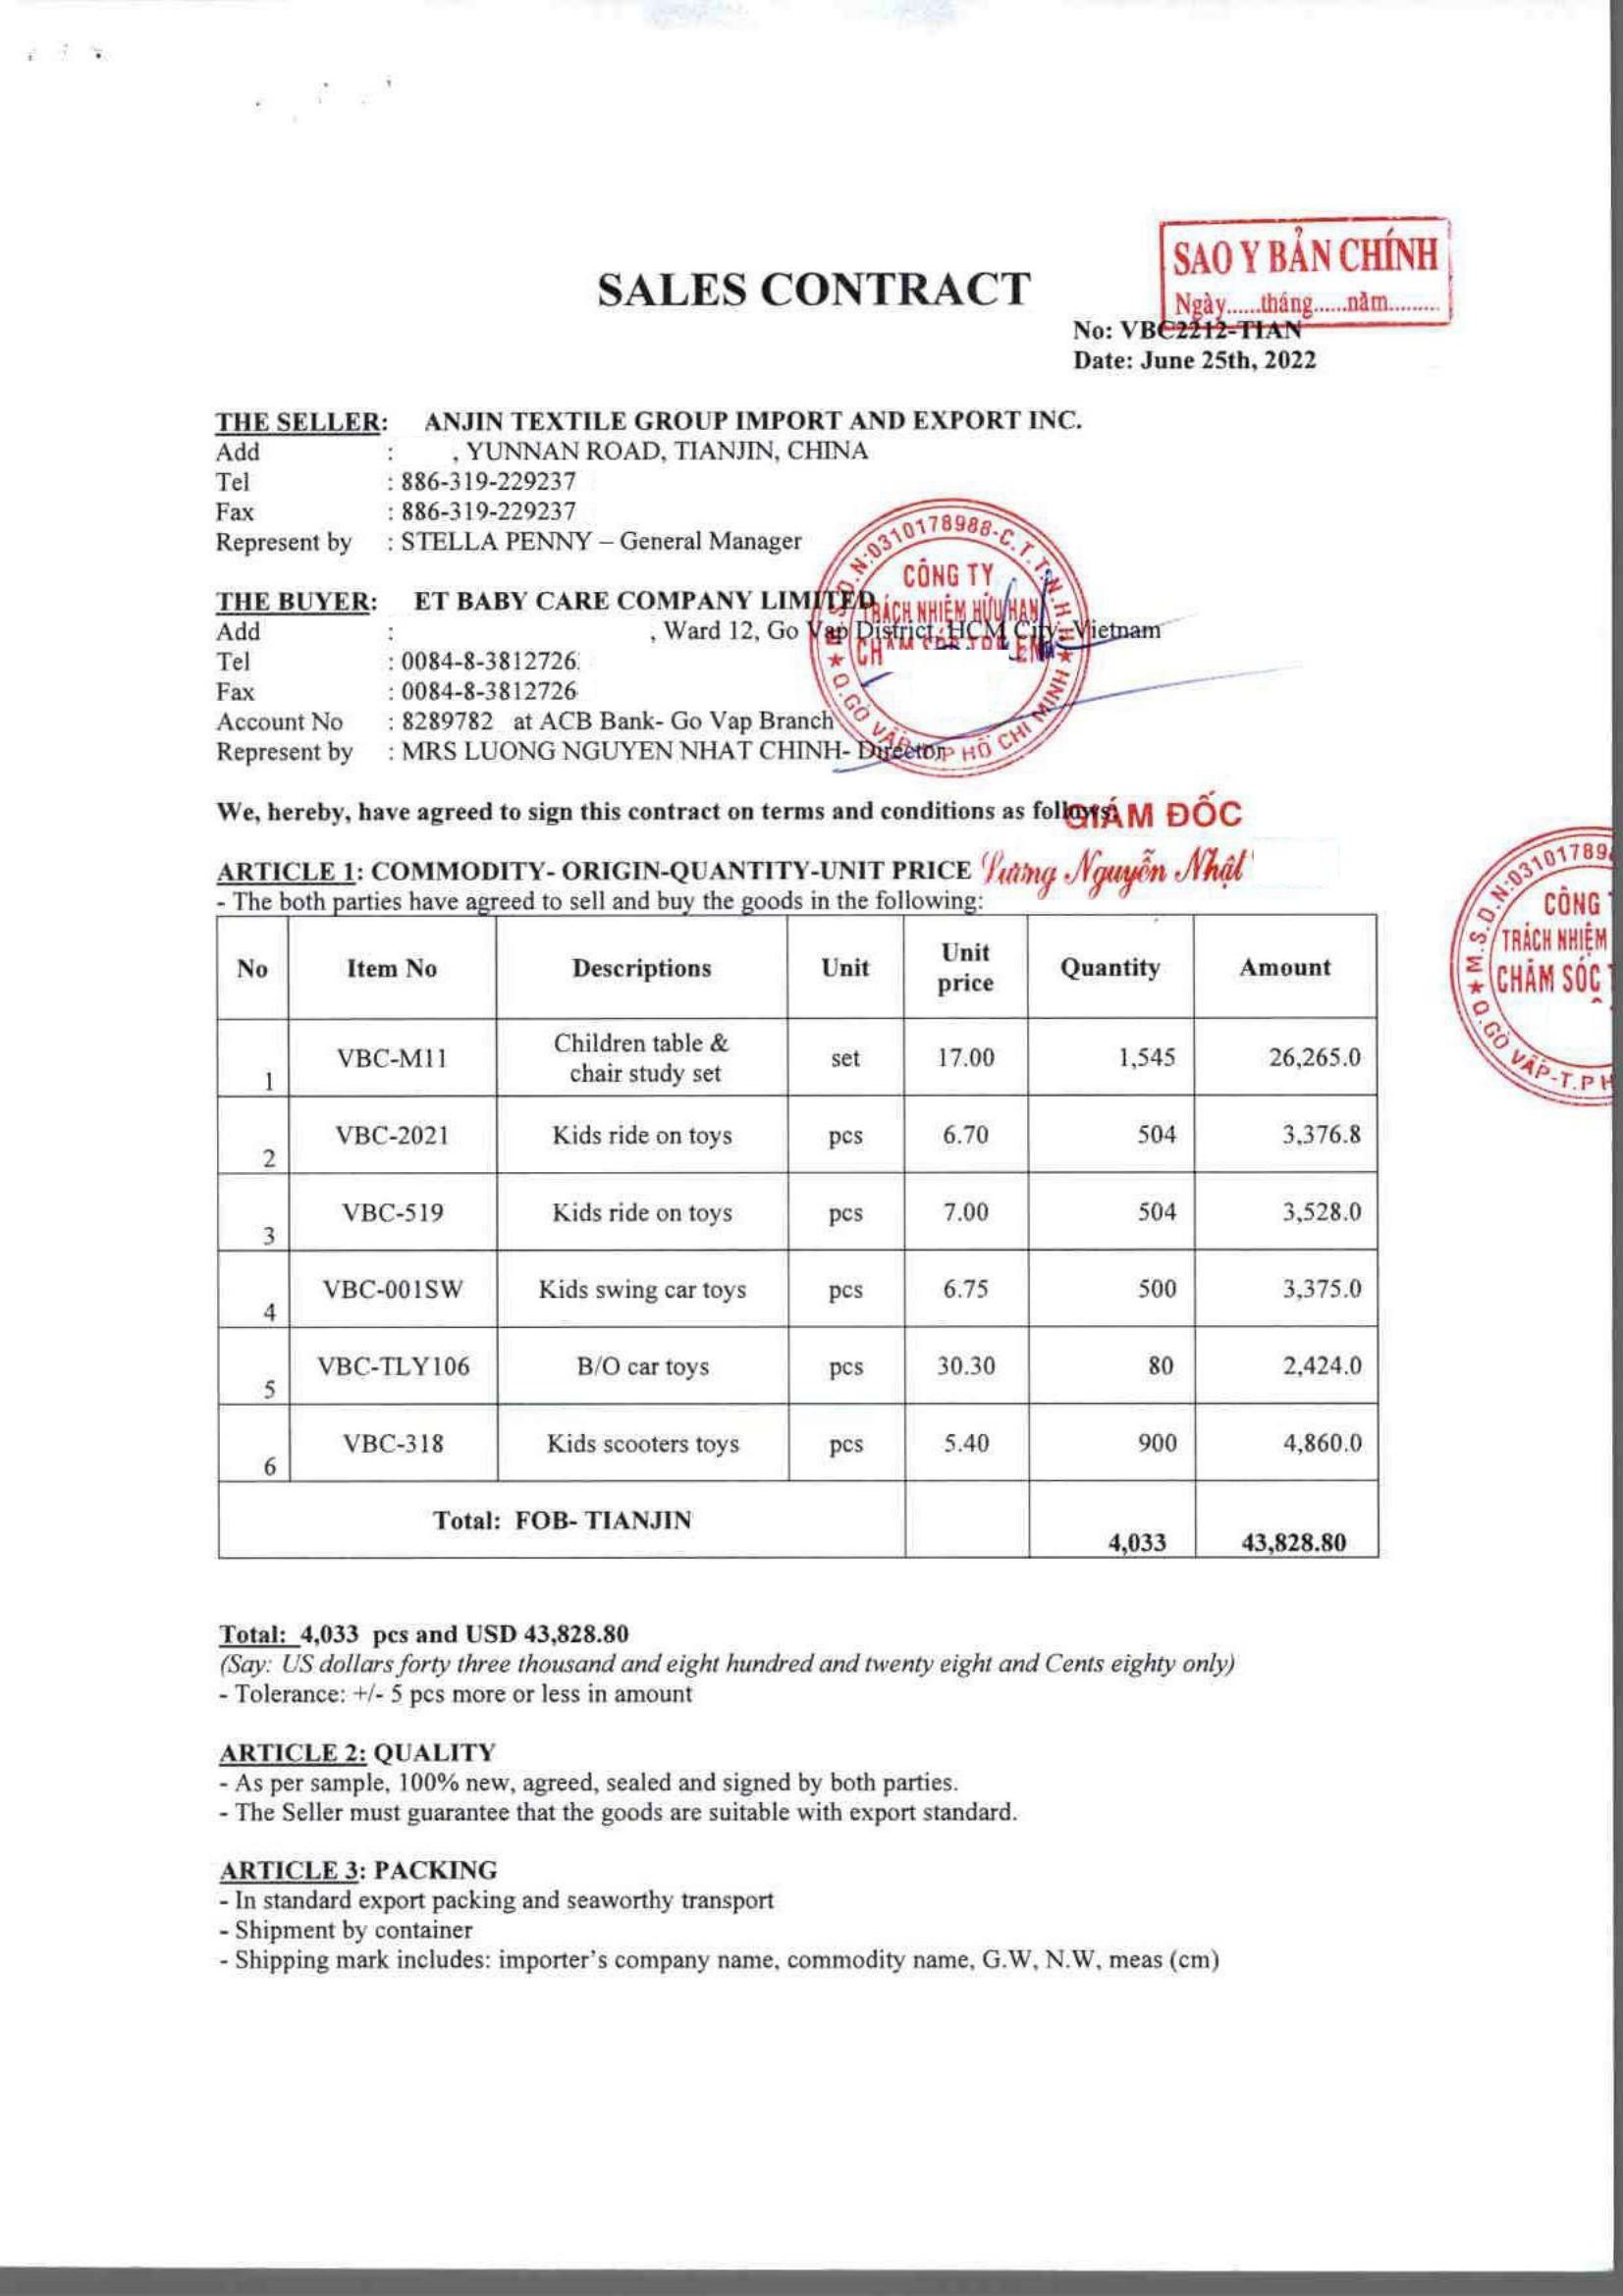 SAO Y BẢN CHÍNH
Ngày......tháng......năm.........
SALES CONTRACT
No: VBC2212-TIAN
Date: June 25th, 2022
THE SELLER: ANJIN TEXTILE GROUP IMPORT AND EXPORT INC.
Add : , YUNNAN ROAD, TIANJIN, CHINA
Tel : 886-319-229237
Fax : 886-319-229237
Represent by : STELLA PENNY – General Manager
THE BUYER: ET BABY CARE COMPANY LIMITED
Add : , Ward 12, Go Vap District, HCM City, Vietnam
Tel : 0084-8-3812726
Fax : 0084-8-3812726
Account No : 8289782 at ACB Bank- Go Vap Branch
Represent by : MRS LUONG NGUYEN NHAT CHINH- Director
M.S.D.N:0310178988-C.T.T.N.H.H
CÔNG TY
TRÁCH NHIỆM HỮU HẠN
Q.GÒ VẤP-T.P HỒ CHÍ MINH
We, hereby, have agreed to sign this contract on terms and conditions as follows:
GIÁM ĐỐC
ARTICLE 1: COMMODITY- ORIGIN-QUANTITY-UNIT PRICE
Lương Nguyễn Nhật
- The both parties have agreed to sell and buy the goods in the following:
No Item No Descriptions Unit Unit price Quantity Amount
1 VBC-M11 Children table & chair study set set 17.00 1,545 26,265.0
2 VBC-2021 Kids ride on toys pcs 6.70 504 3,376.8
3 VBC-519 Kids ride on toys pcs 7.00 504 3,528.0
4 VBC-001SW Kids swing car toys pcs 6.75 500 3,375.0
5 VBC-TLY106 B/O car toys pcs 30.30 80 2,424.0
6 VBC-318 Kids scooters toys pcs 5.40 900 4,860.0
Total: FOB- TIANJIN 4,033 43,828.80
M.S.D.N:03101789
CÔNG
TRÁCH NHIỆM
CHĂM SÓC
Q.GÒ VẤP-T.P H
Total: 4,033 pcs and USD 43,828.80
(Say: US dollars forty three thousand and eight hundred and twenty eight and Cents eighty only)
- Tolerance: +/- 5 pcs more or less in amount
ARTICLE 2: QUALITY
- As per sample, 100% new, agreed, sealed and signed by both parties.
- The Seller must guarantee that the goods are suitable with export standard.
ARTICLE 3: PACKING
- In standard export packing and seaworthy transport
- Shipment by container
- Shipping mark includes: importer's company name, commodity name, G.W, N.W, meas (cm)